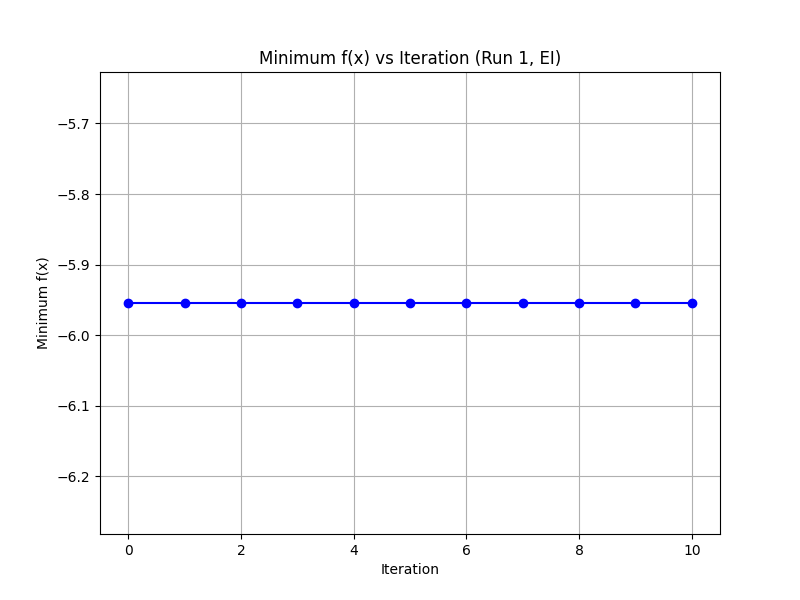 Minimum f(x) vs Iteration (Run 1, EI)
Minimum f(x)
−5.7
−5.8
−5.9
−6.0
−6.1
−6.2
0 2 4 6 8 10
Iteration